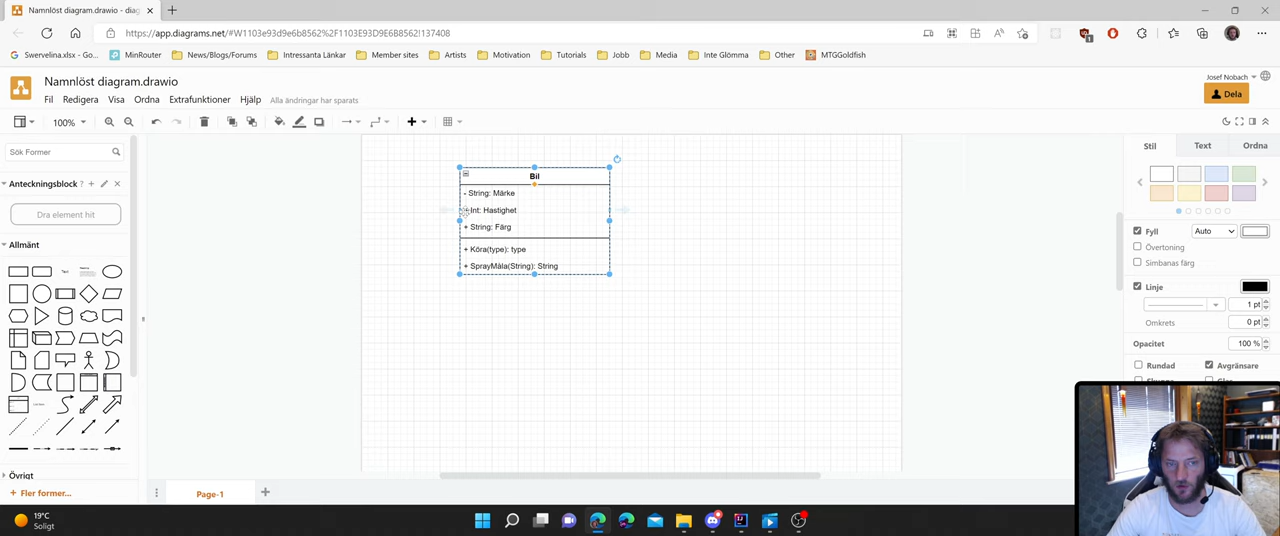 Namnlöst diagram.drawio - diag
https://app.diagrams.net/#W1103e93d9e6b8562%2F1103E93D9E6B8562!137408
Swervelina.xlsx - Go...
MinRouter
News/Blogs/Forums
Intressanta Länkar
Member sites
Artists
Motivation
Tutorials
Jobb
Media
Inte Glömma
Other
MTGGoldfish
Namnlöst diagram.drawio
Josef Nobach
Arkiv Fil
Fil Redigera Visa Ordna Extrafunktioner Hjälp Alla ändringar har sparats
Dela
100%
Sök Former
Anteckningsblock ?
Dra element hit
Allmänt
Text
Övrigt
+ Fler former...
Bil
- String: Märke
Int: Hastighet
+ String: Färg
+ Köra(type): type
+ SprayMåla(String): String
Stil Text Ordna
Fyll Auto
Övertoning
Simbanas färg
Linje
1 pt
Omkrets 0 pt
Opacitet 100 %
Rundad Avgränsare
Page-1
19°C
Soligt